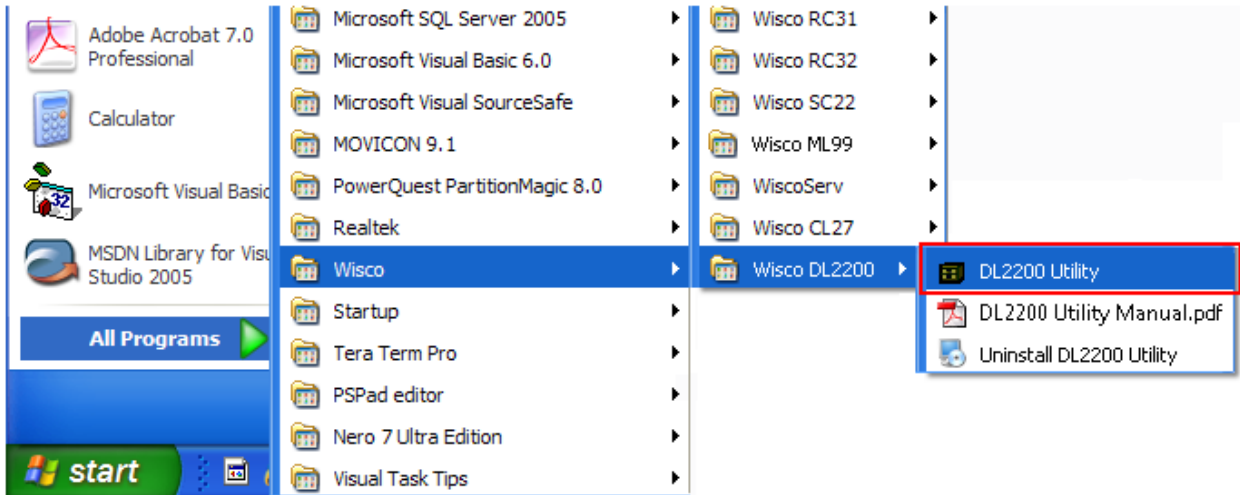 Adobe Acrobat 7.0
Professional
Calculator
Microsoft Visual Basic
MSDN Library for Visu
Studio 2005
All Programs
start
Microsoft SQL Server 2005
Microsoft Visual Basic 6.0
Microsoft Visual SourceSafe
MOVICON 9.1
PowerQuest PartitionMagic 8.0
Realtek
Wisco
Startup
Tera Term Pro
PSPad editor
Nero 7 Ultra Edition
Visual Task Tips
Wisco RC31
Wisco RC32
Wisco SC22
Wisco ML99
WiscoServ
Wisco CL27
Wisco DL2200
DL2200 Utility
DL2200 Utility Manual.pdf
Uninstall DL2200 Utility